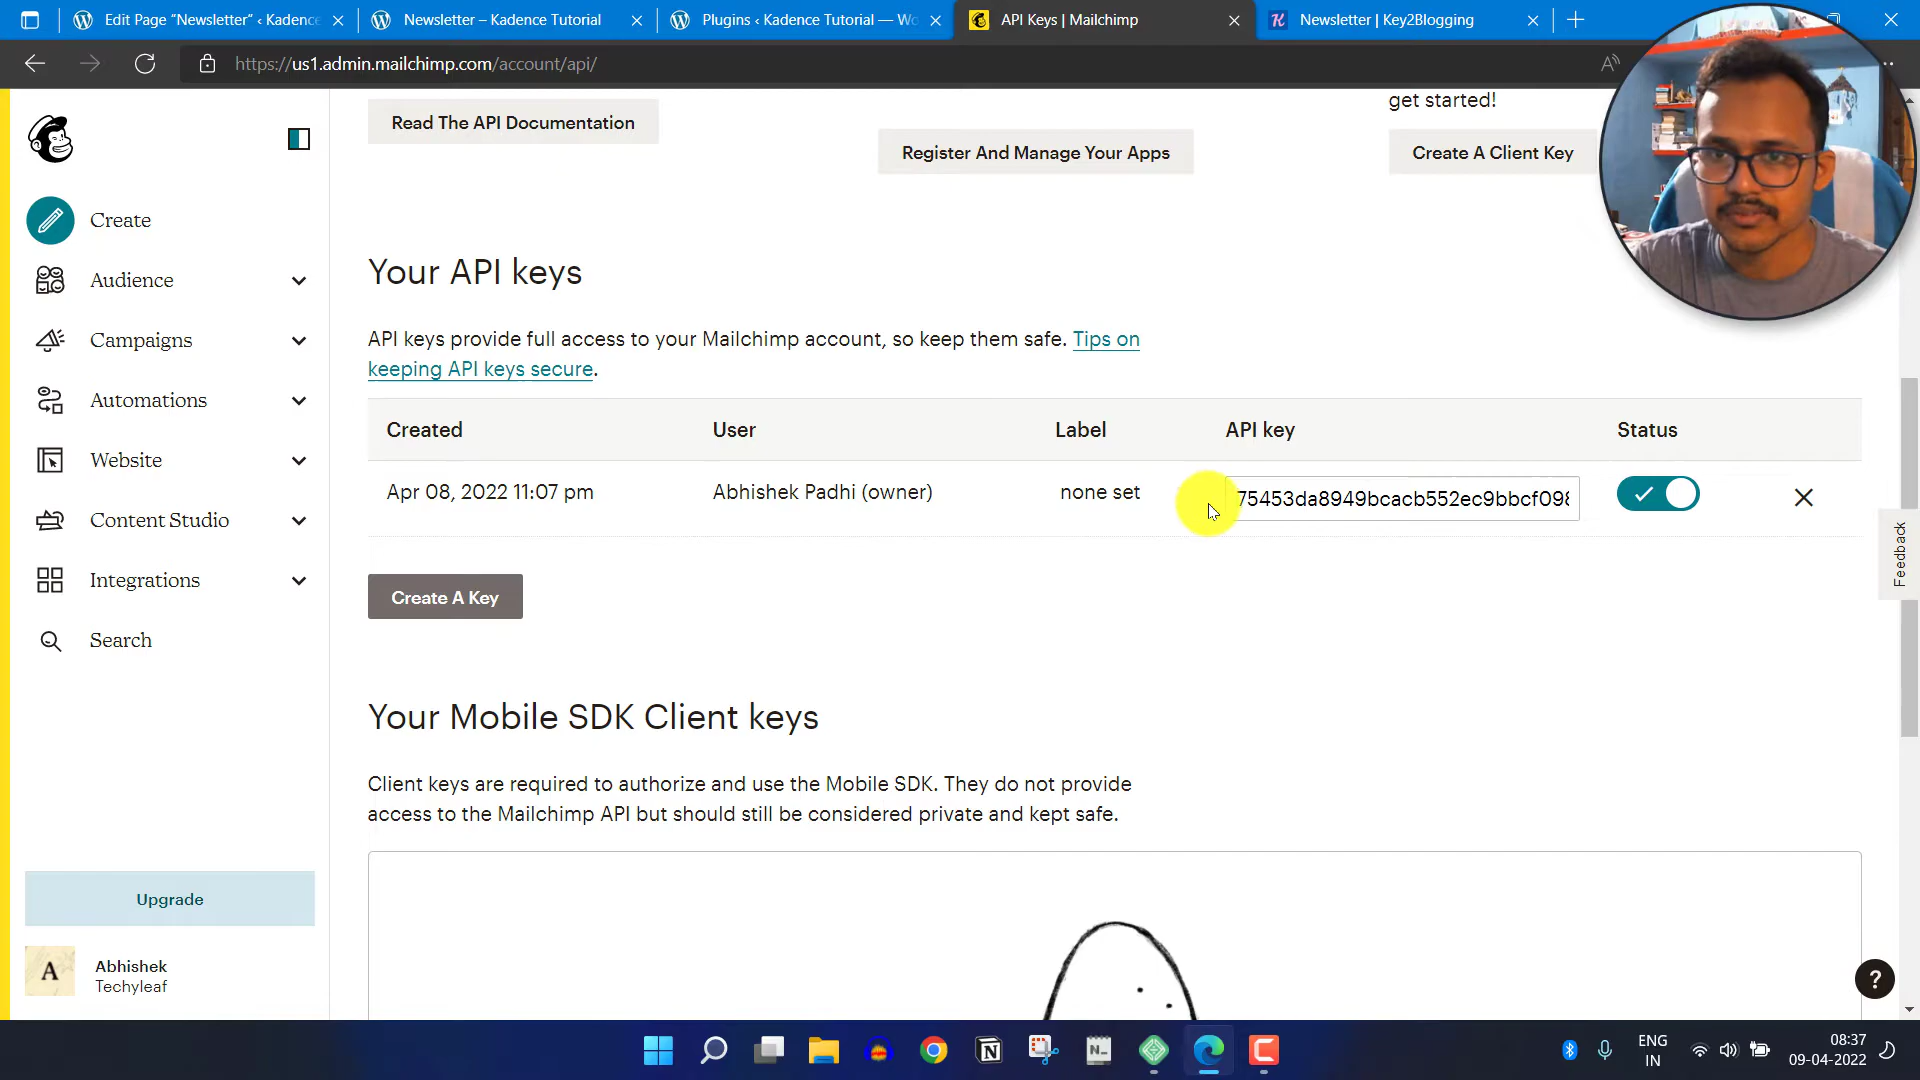 Edit Page "Newsletter" ‹ Kadence
Newsletter – Kadence Tutorial
Plugins ‹ Kadence Tutorial — Wo
API Keys | Mailchimp
Newsletter | Key2Blogging
https://us1.admin.mailchimp.com/account/api/
get started!
Read The API Documentation
Register And Manage Your Apps
Create A Client Key
Create
Audience
Campaigns
Automations
Website
Content Studio
Integrations
Search
Upgrade
A
Abhishek
Techyleaf
Your API keys
API keys provide full access to your Mailchimp account, so keep them safe. Tips on
keeping API keys secure.
Created User Label API key Status
Apr 08, 2022 11:07 pm Abhishek Padhi (owner) none set 75453da8949bcacb552ec9bbcf098
Create A Key
Your Mobile SDK Client keys
Client keys are required to authorize and use the Mobile SDK. They do not provide
access to the Mailchimp API but should still be considered private and kept safe.
Feedback
?
ENG
IN
08:37
09-04-2022